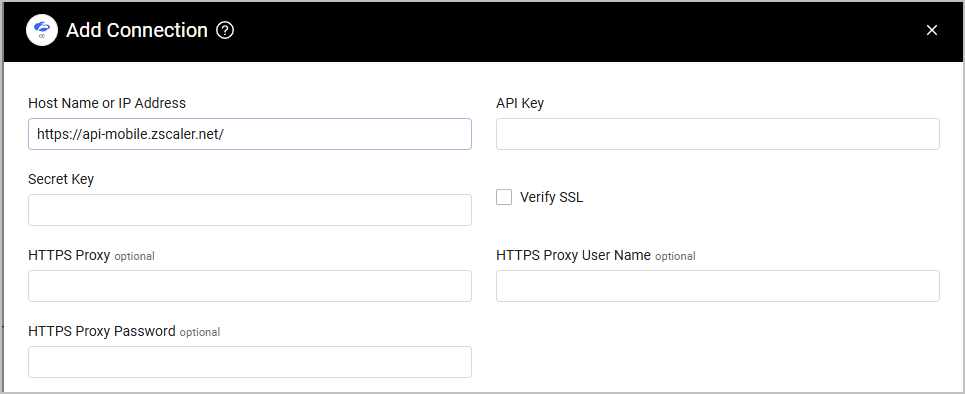 CC
Add Connection ?
Host Name or IP Address
API Key
https://api-mobile.zscaler.net/
Secret Key
Verify SSL
HTTPS Proxy optional
HTTPS Proxy User Name optional
HTTPS Proxy Password optional